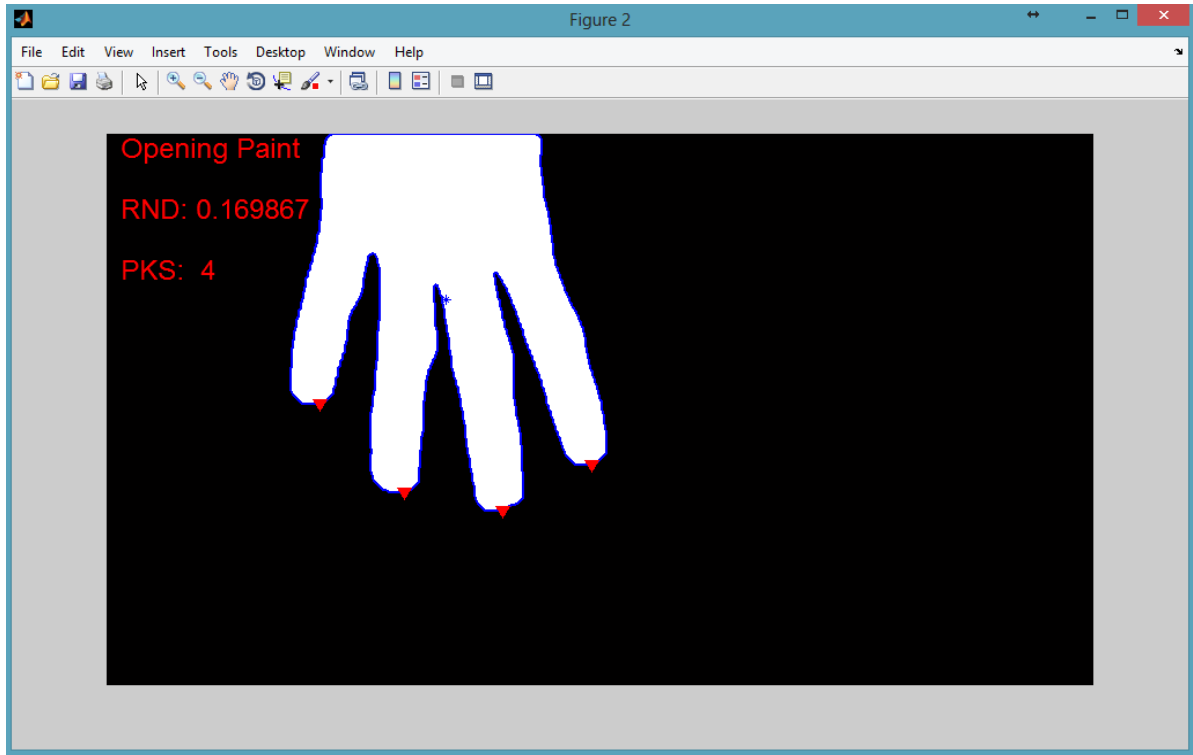 Figure 2
File Edit View Insert Tools Desktop Window Help
Opening Paint
RND: 0.169867
PKS: 4